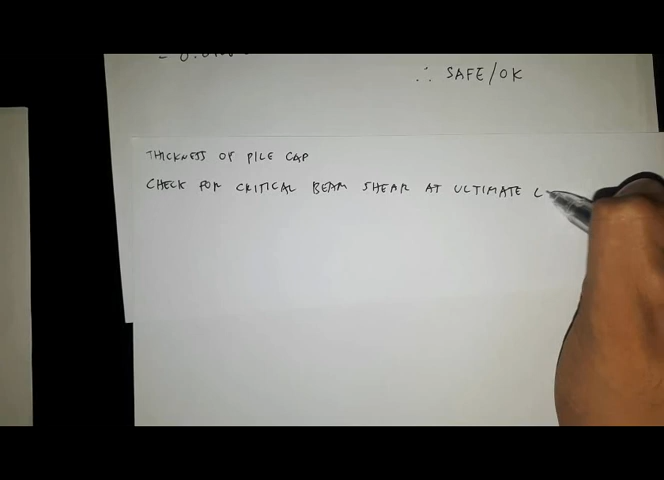 ∴ SAFE/OK
THICKNESS OF PILE CAP
CHECK FOR CRITICAL BEAM SHEAR AT ULTIMATE L